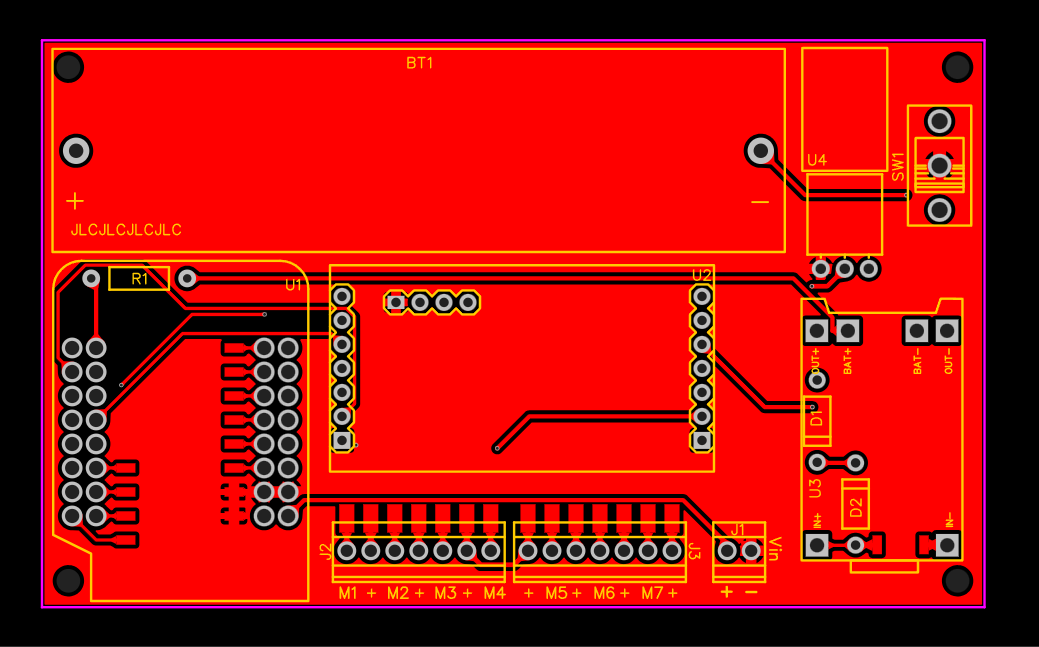 BT1
U4
SW1
+
−
JLCJLCJLCJLC
R1
U1
U2
OUT+
BAT+
BAT−
OUT−
D1
U3
D2
IN+
IN−
J2
J3
J1
Vin
M1 + M2 + M3 + M4 + M5 + M6 + M7 +
+ −